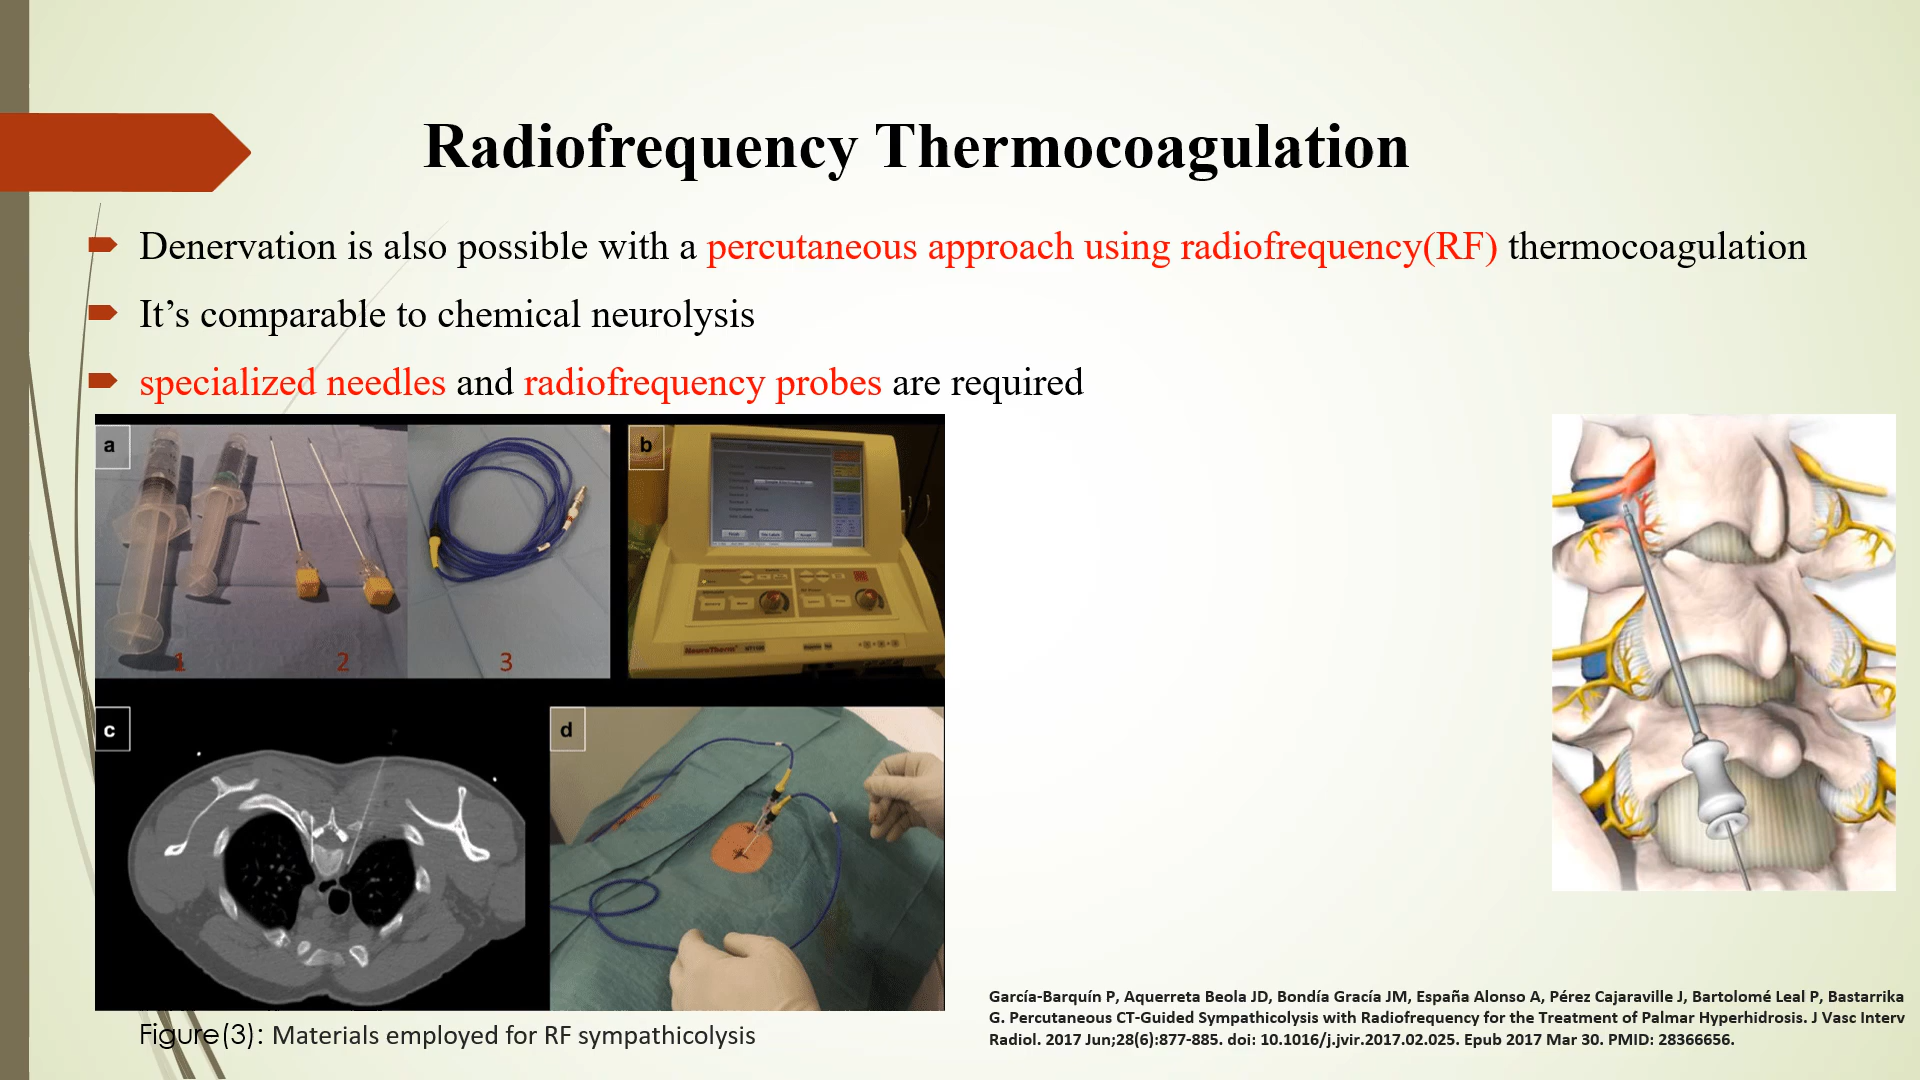 Radiofrequency Thermocoagulation
Denervation is also possible with a percutaneous approach using radiofrequency(RF) thermocoagulation
It’s comparable to chemical neurolysis
specialized needles and radiofrequency probes are required
a
b
1
2
3
NeuroTherm
c
d
Figure(3): Materials employed for RF sympathicolysis
García-Barquín P, Aquerreta Beola JD, Bondía Gracía JM, España Alonso A, Pérez Cajaraville J, Bartolomé Leal P, Bastarrika
G. Percutaneous CT-Guided Sympathicolysis with Radiofrequency for the Treatment of Palmar Hyperhidrosis. J Vasc Interv
Radiol. 2017 Jun;28(6):877-885. doi: 10.1016/j.jvir.2017.02.025. Epub 2017 Mar 30. PMID: 28366656.